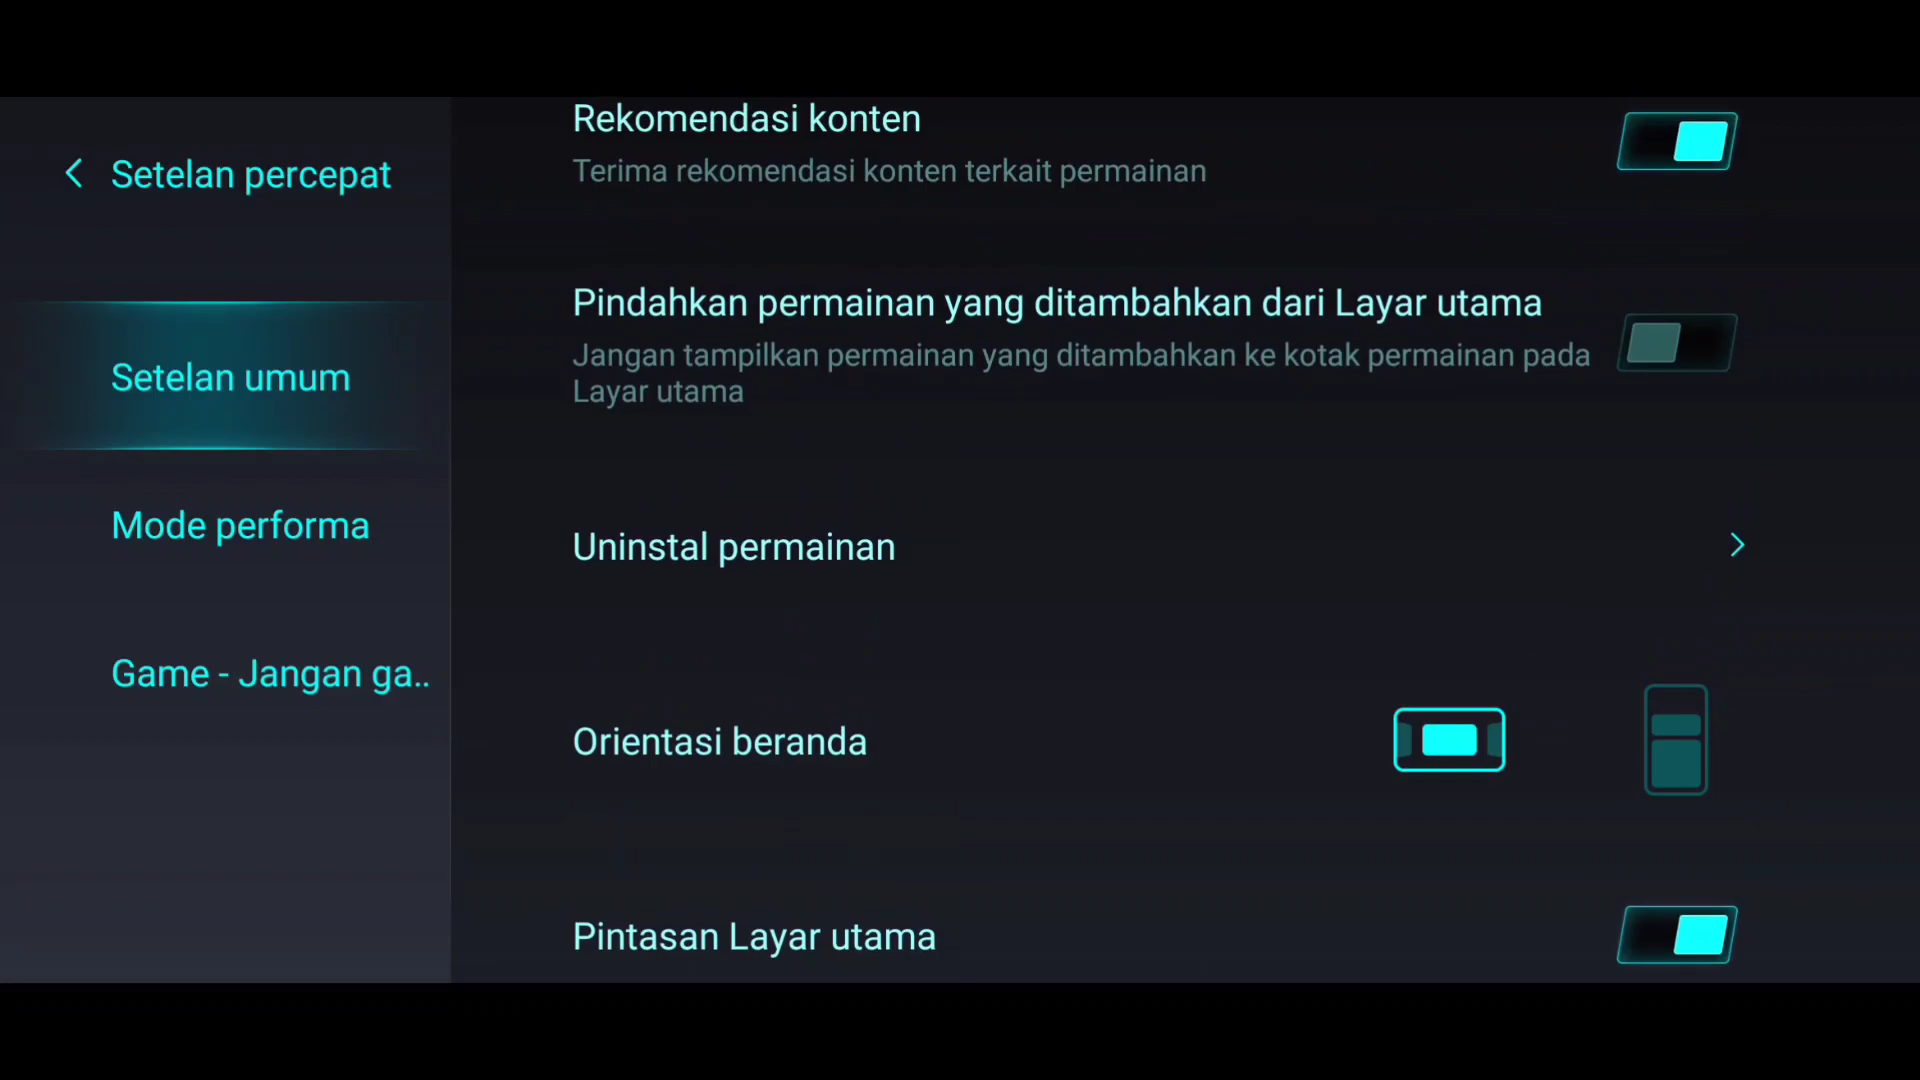 Setelan percepat
Setelan umum
Mode performa
Game - Jangan ga..
Rekomendasi konten
Terima rekomendasi konten terkait permainan
Pindahkan permainan yang ditambahkan dari Layar utama
Jangan tampilkan permainan yang ditambahkan ke kotak permainan pada
Layar utama
Uninstal permainan
Orientasi beranda
Pintasan Layar utama